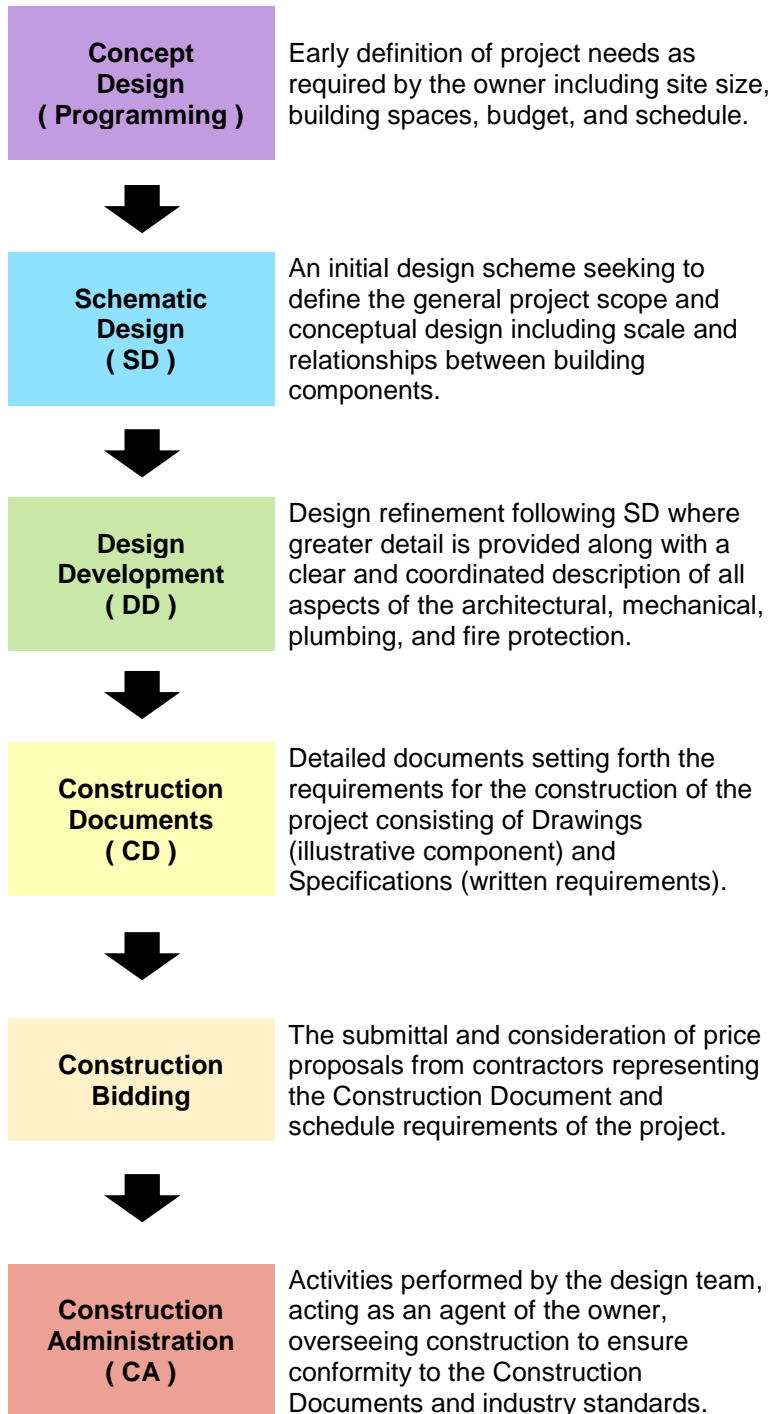 Concept
Design
( Programming )
Early definition of project needs as
required by the owner including site size,
building spaces, budget, and schedule.
Schematic
Design
( SD )
An initial design scheme seeking to
define the general project scope and
conceptual design including scale and
relationships between building
components.
Design
Development
( DD )
Design refinement following SD where
greater detail is provided along with a
clear and coordinated description of all
aspects of the architectural, mechanical,
plumbing, and fire protection.
Construction
Documents
( CD )
Detailed documents setting forth the
requirements for the construction of the
project consisting of Drawings
(illustrative component) and
Specifications (written requirements).
Construction
Bidding
The submittal and consideration of price
proposals from contractors representing
the Construction Document and
schedule requirements of the project.
Construction
Administration
( CA )
Activities performed by the design team,
acting as an agent of the owner,
overseeing construction to ensure
conformity to the Construction
Documents and industry standards.